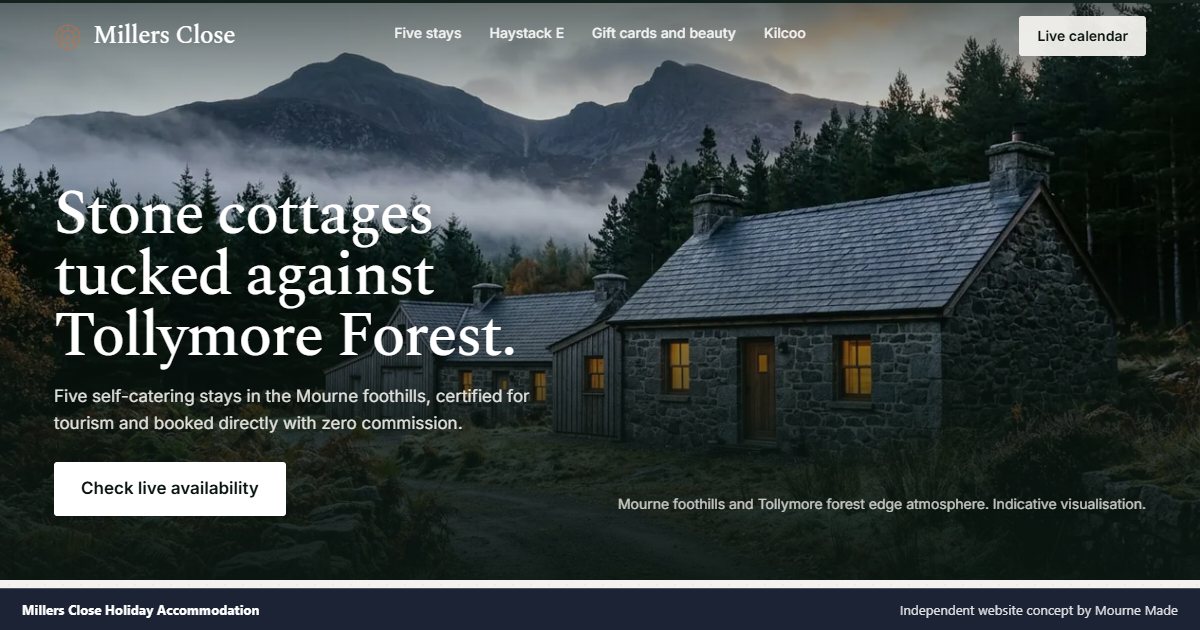 Millers Close
Five stays
Haystack E
Gift cards and beauty
Kilcoo
Live calendar
Stone cottages
tucked against
Tollymore Forest.
Five self-catering stays in the Mourne foothills, certified for
tourism and booked directly with zero commission.
Check live availability
Mourne foothills and Tollymore forest edge atmosphere. Indicative visualisation.
Millers Close Holiday Accommodation
Independent website concept by Mourne Made